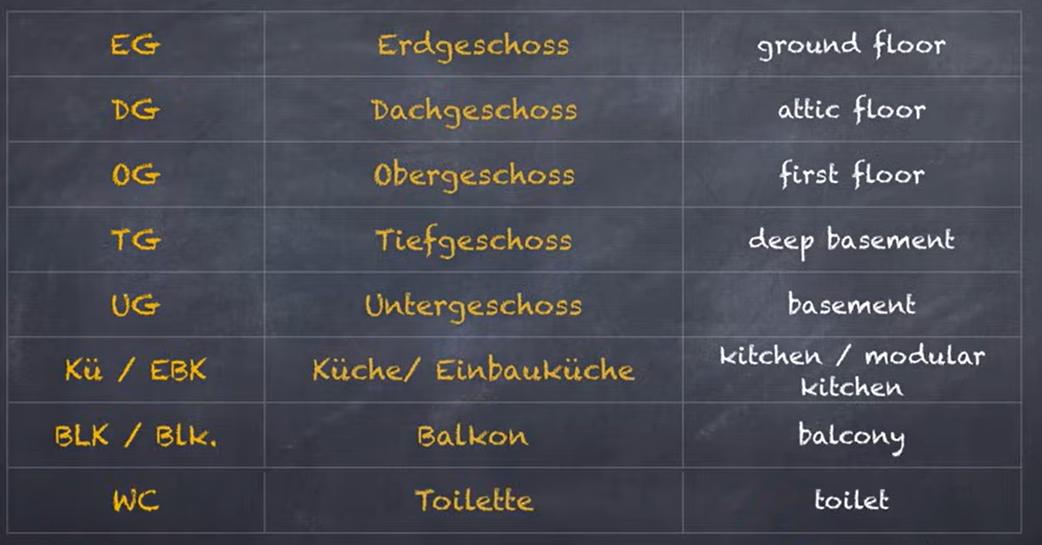 EG Erdgeschoss ground floor
DG Dachgeschoss attic floor
OG Obergeschoss first floor
TG Tiefgeschoss deep basement
UG Untergeschoss basement
Kü / EBK Küche/ Einbauküche kitchen / modular
kitchen
BLK / Blk. Balkon balcony
WC Toilette toilet